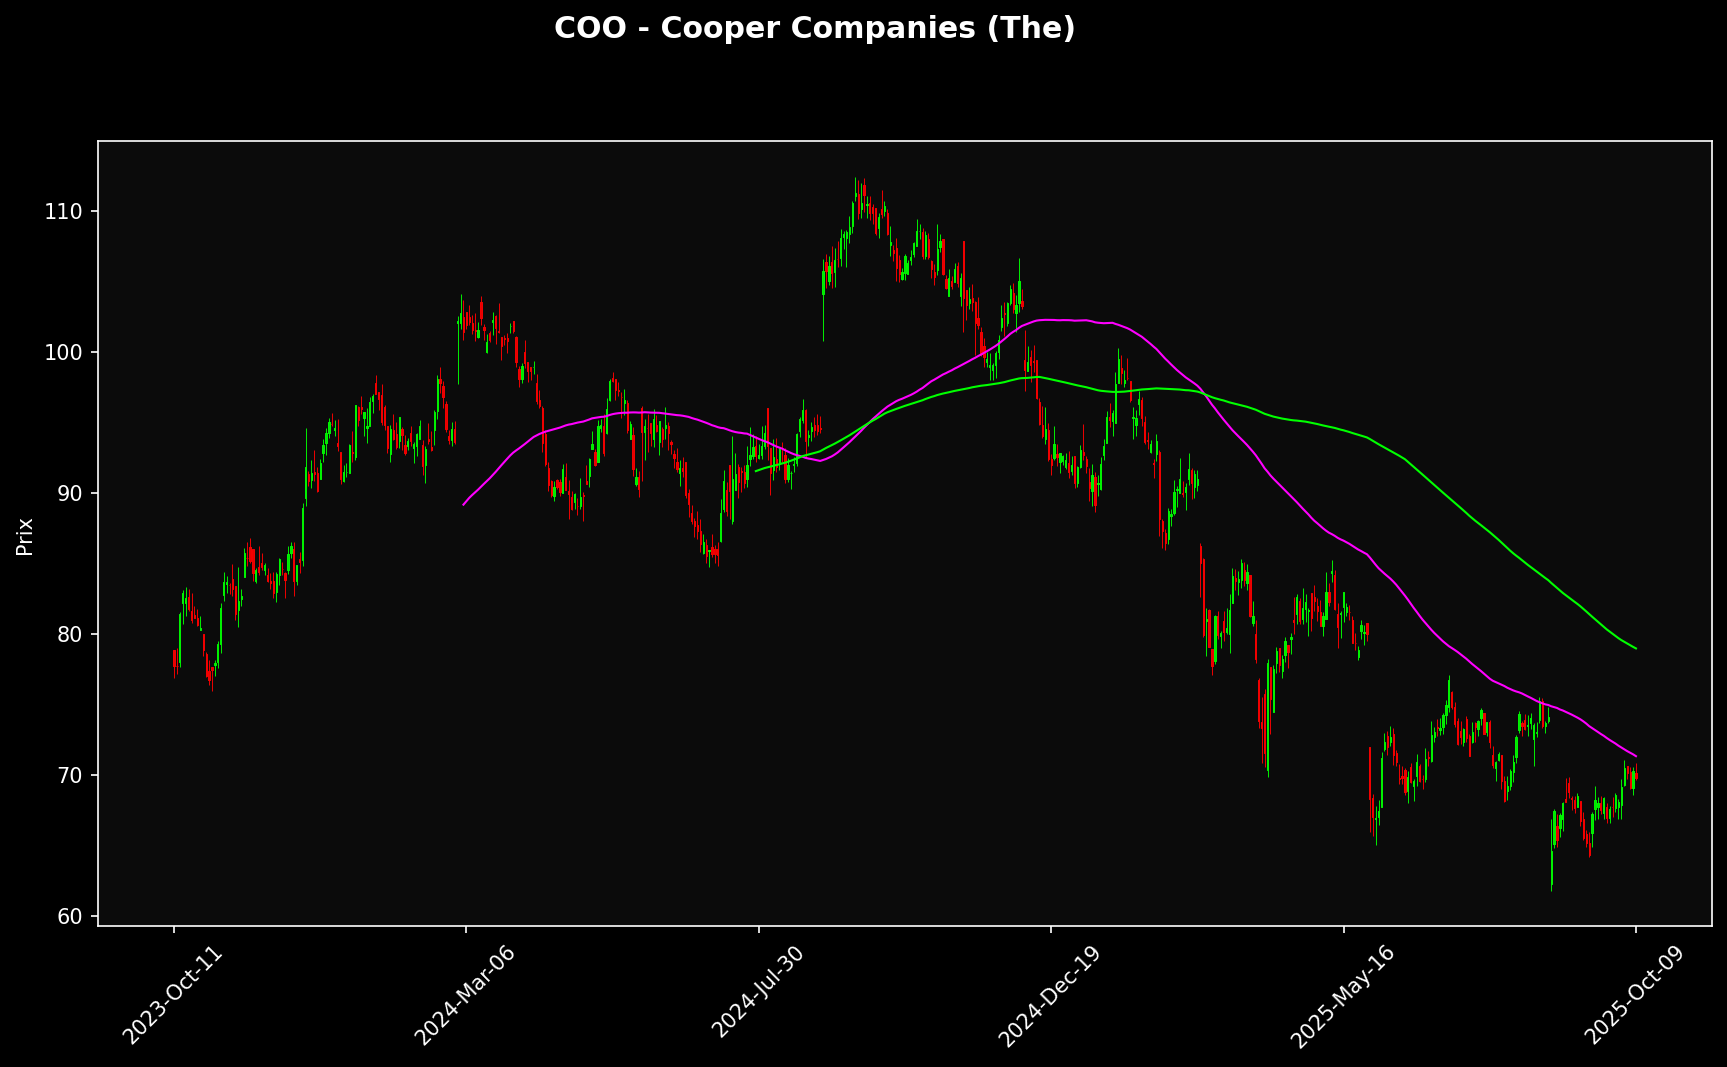 COO - Cooper Companies (The)
Prix
110
100
90
80
70
60
2023-Oct-11
2024-Mar-06
2024-Jul-30
2024-Dec-19
2025-May-16
2025-Oct-09